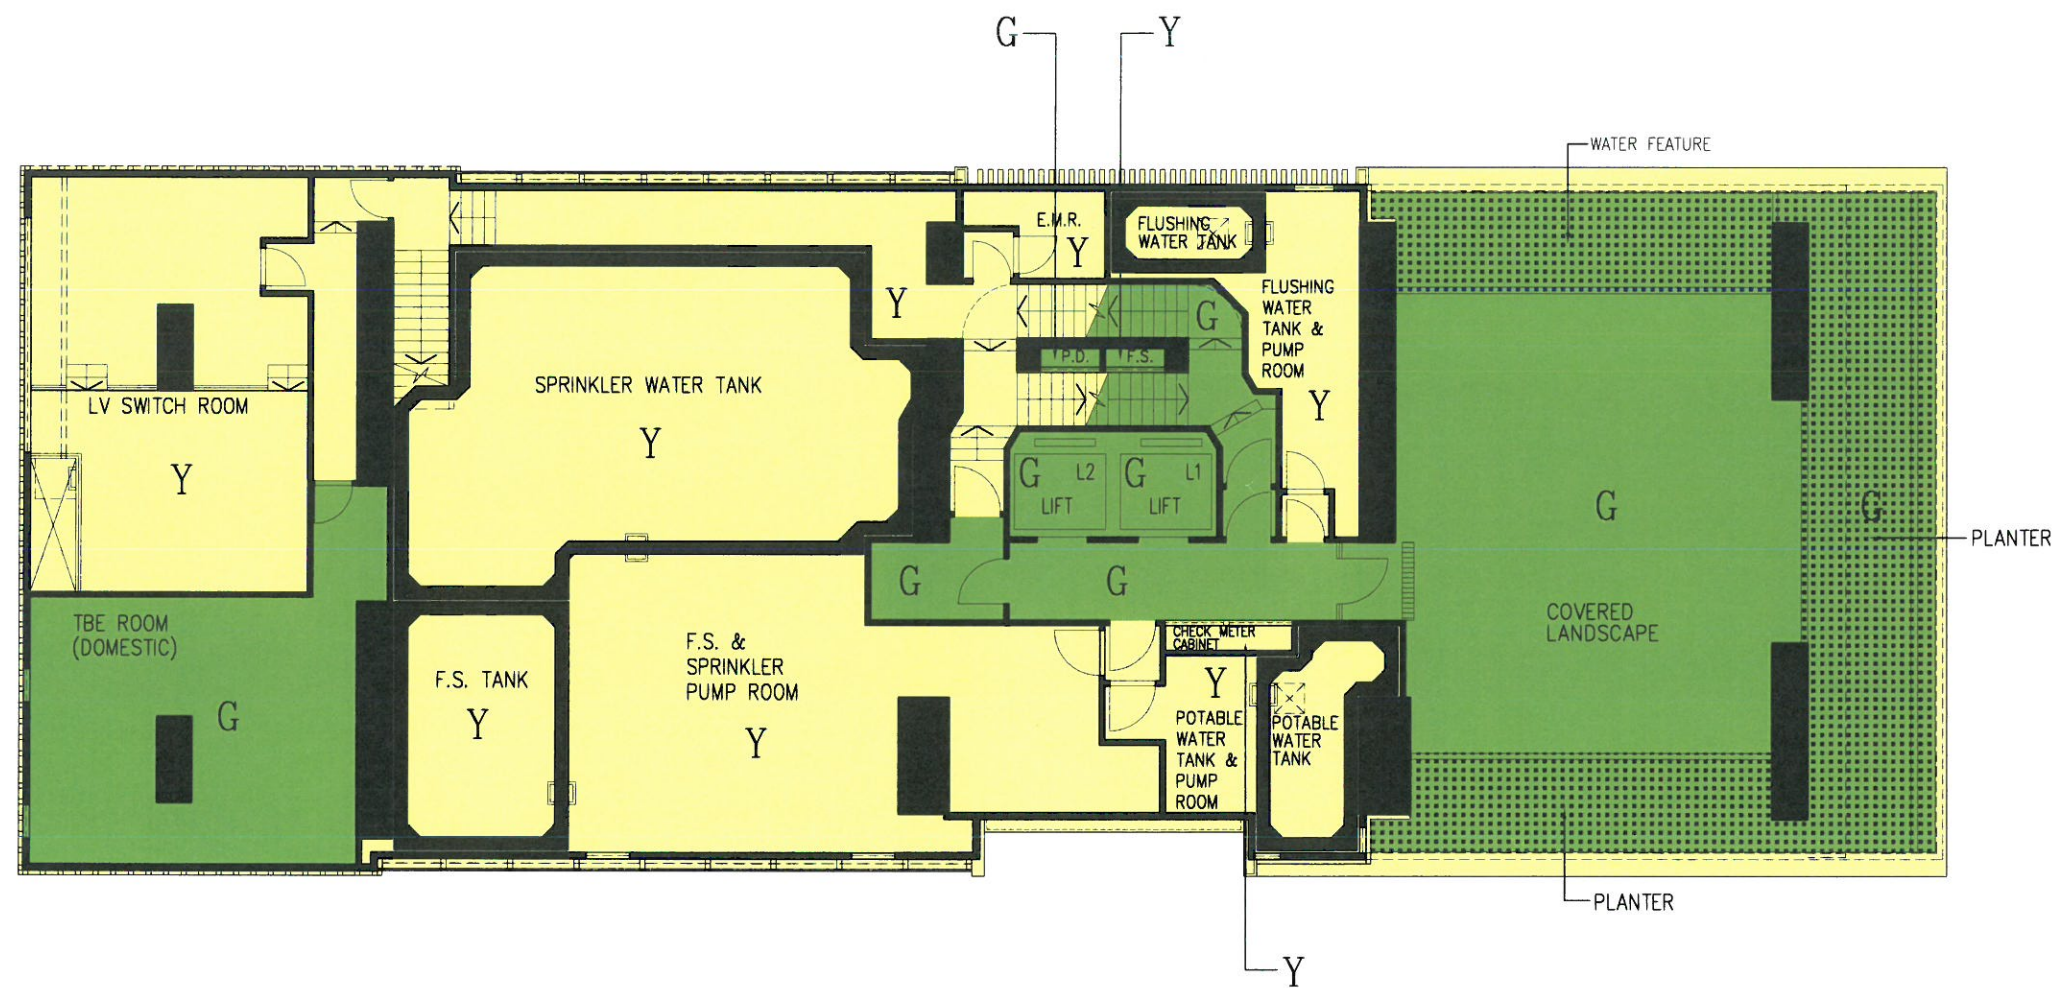 G
Y
WATER FEATURE
E.M.R.
Y
FLUSHING
WATER TANK
FLUSHING
WATER
TANK &
PUMP
ROOM
Y
Y
G
P.D.
F.S.
SPRINKLER WATER TANK
Y
LV SWITCH ROOM
Y
G
L2
LIFT
G
L1
LIFT
G
G
PLANTER
G
G
COVERED
LANDSCAPE
TBE ROOM
(DOMESTIC)
G
F.S. TANK
Y
F.S. &
SPRINKLER
PUMP ROOM
Y
CHECK METER
CABINET
Y
POTABLE
WATER
TANK &
PUMP
ROOM
POTABLE
WATER
TANK
PLANTER
Y